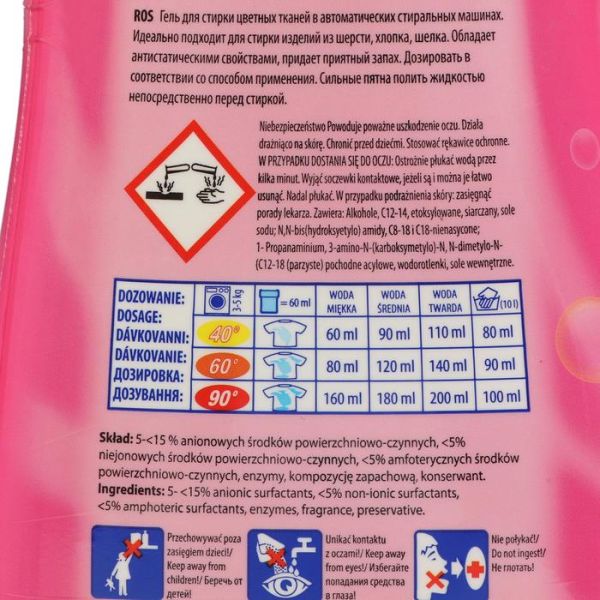 ROS Гель для стирки цветных тканей в автоматических стиральных машинах.
Идеально подходит для стирки изделий из шерсти, хлопка, шелка. Обладает
антистатическими свойствами, придает приятный запах. Дозировать в
соответствии со способом применения. Сильные пятна полить жидкостью
непосредственно перед стиркой.
Niebezpieczeństwo Powoduje poważne uszkodzenie oczu. Działa
drażniąco na skórę. Chronić przed dziećmi. Stosować rękawice ochronne.
W PRZYPADKU DOSTANIA SIĘ DO OCZU: Ostrożnie płukać wodą przez
kilka minut. Wyjąć soczewki kontaktowe, jeżeli są i można je łatwo
usunąć. Nadal płukać. W przypadku podrażnienia skóry: zasięgnąć
porady lekarza. Zawiera: Alkohole, C12-14, etoksylowane, siarczany, sole
sodu; N,N-bis(hydroksyetylo) amidy, C8-18 i C18-nienasycone;
1- Propanaminium, 3-amino-N-(karboksymetylo)-N, N-dimetylo-N-
(C12-18 (parzyste) pochodne acylowe, wodorotlenki, sole wewnętrzne.
DOZOWANIE:
DOSAGE:
DÁVKOVANNI:
DÁVKOVANIE:
ДОЗИРОВКА:
ДОЗУВАННЯ:
3-5 kg = 60 ml WODA MIĘKKA WODA ŚREDNIA WODA TWARDA (10 l)
40° 60 ml 90 ml 110 ml 80 ml
60° 80 ml 120 ml 140 ml 90 ml
90° 160 ml 180 ml 200 ml 100 ml
Skład: 5-<15 % anionowych środków powierzchniowo-czynnych, <5%
niejonowych środków powierzchniowo-czynnych, <5% amfoterycznych środków
powierzchniowo-czynnych, enzymy, kompozycję zapachową, konserwant.
Ingredients: 5- <15% anionic surfactants, <5% non-ionic surfactants,
<5% amphoteric surfactants, enzymes, fragrance, preservative.
Przechowywać poza
zasięgiem dzieci!/
Keep away from
children!/ Беречь от
детей!
Unikać kontaktu
z oczami!/ Keep away
from eyes!/ Избегайте
попадания средства
в глаза!
Nie połykać!/
Do not ingest!/
Не глотать!